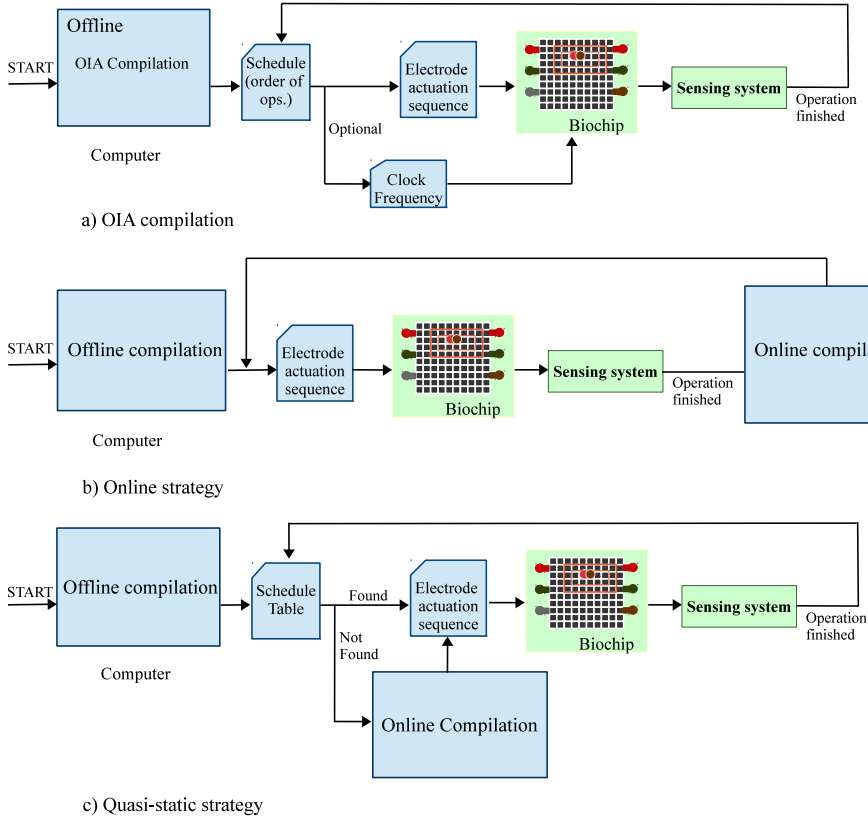 Offline
OIA Compilation
START
Computer
Schedule
(order of
ops.)
Optional
Electrode
actuation
sequence
Clock
Frequency
Biochip
Sensing system
Operation
finished
a) OIA compilation
START
Offline compilation
Computer
Electrode
actuation
sequence
Biochip
Sensing system
Operation
finished
Online compil
b) Online strategy
START
Offline compilation
Computer
Schedule
Table
Found
Not
Found
Electrode
actuation
sequence
Online Compilation
Biochip
Sensing system
Operation
finished
c) Quasi-static strategy